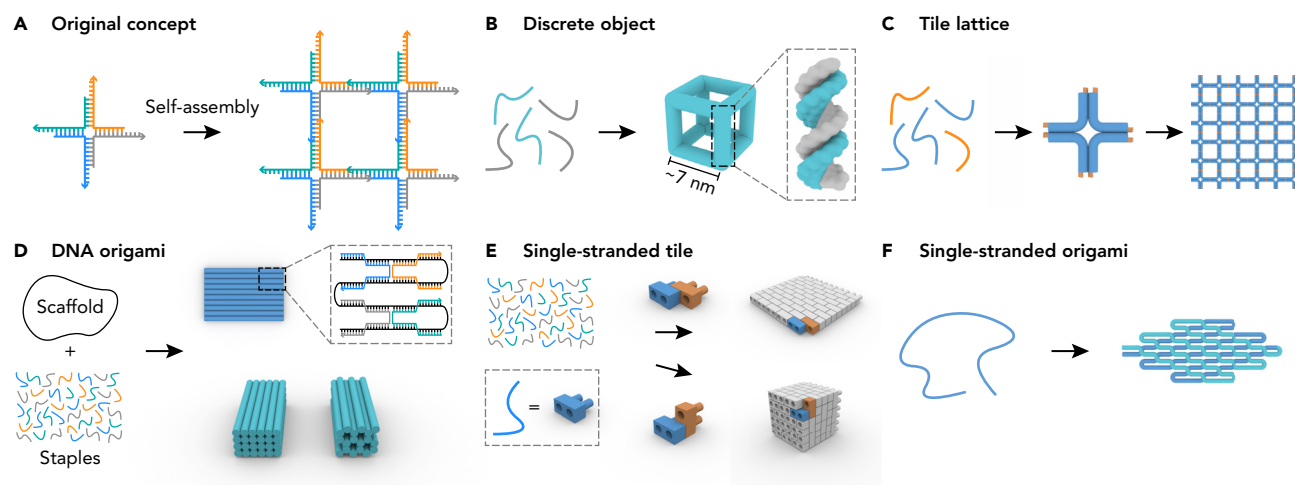 A Original concept
Self-assembly
B Discrete object
~7 nm
C Tile lattice
D DNA origami
Scaffold
+
Staples
E Single-stranded tile
=
F Single-stranded origami